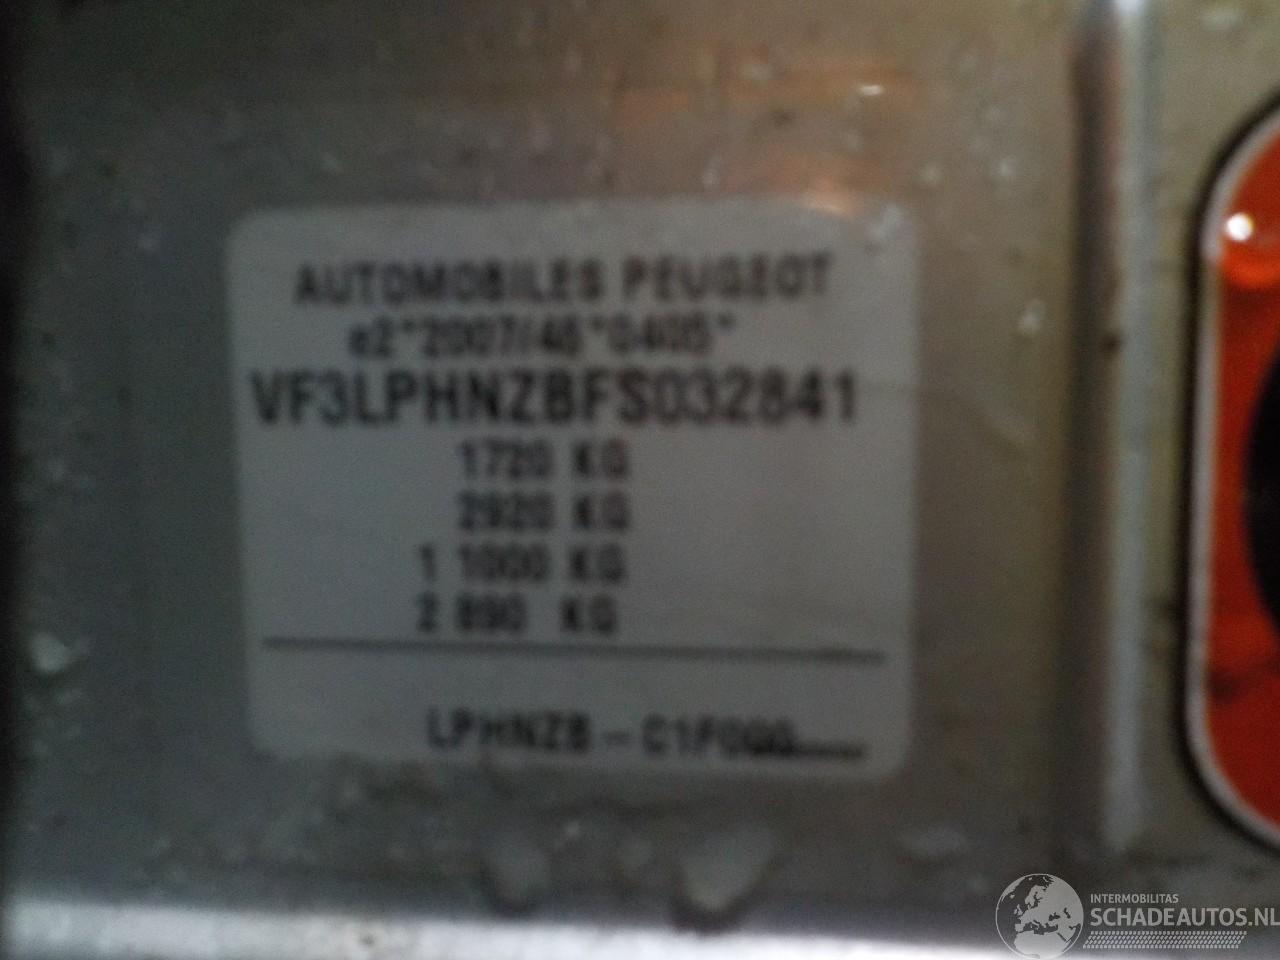 AUTOMOBILES PEUGEOT
e2*2007/46*0405*
VF3LPHNZBFS032841
1720 KG
2920 KG
1 1000 KG
2 890 KG
LPHNZB - C1F000
INTERMOBILITAS
SCHADEAUTOS.NL